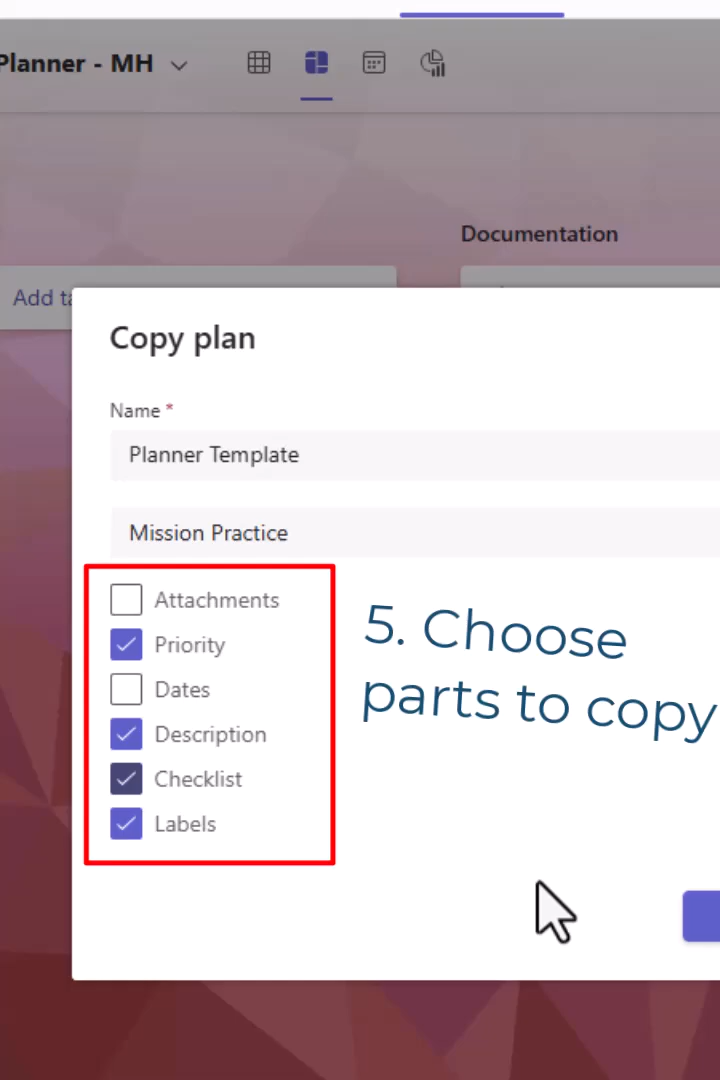 Planner - MH
Documentation
Add
Copy plan
Name *
Planner Template
Mission Practice
Attachments
Priority
Dates
Description
Checklist
Labels
5. Choose
parts to copy